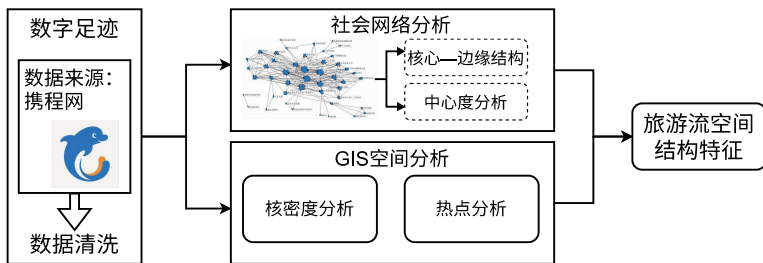 数字足迹
数据来源：
携程网
数据清洗
社会网络分析
核心—边缘结构
中心度分析
GIS空间分析
核密度分析
热点分析
旅游流空间
结构特征